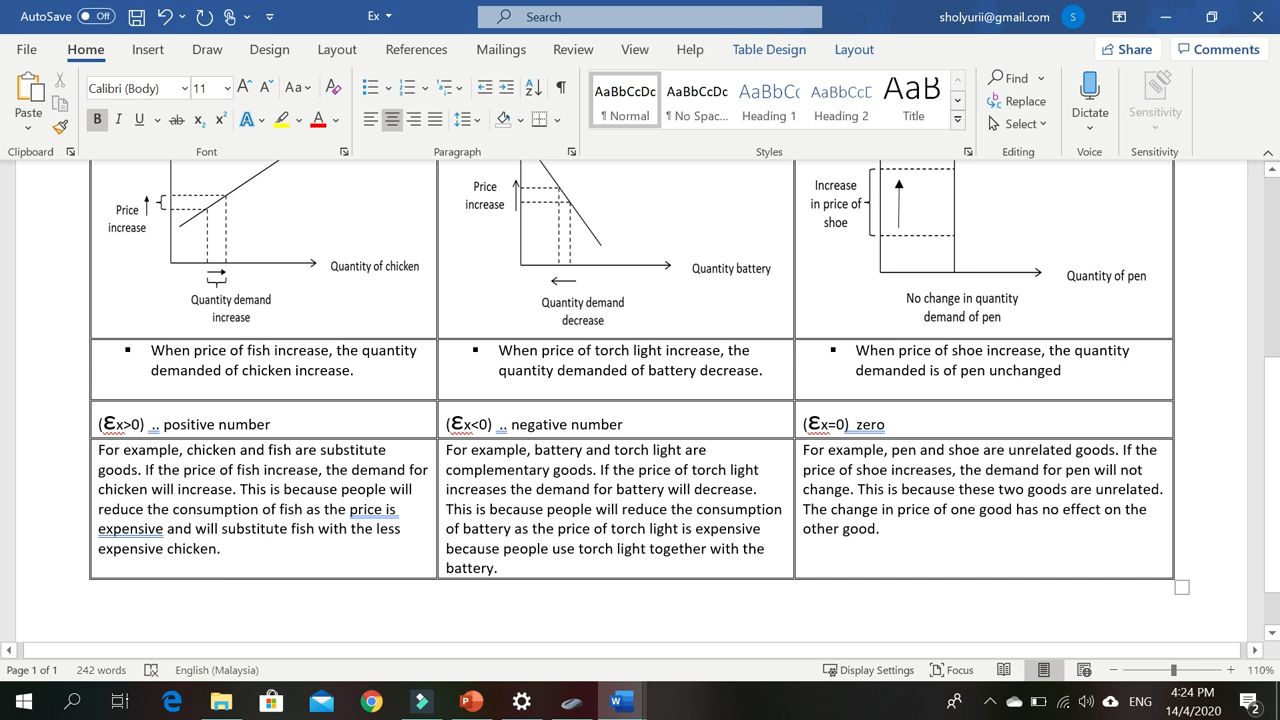 AutoSave Off
Ex
Search
sholyurii@gmail.com
S
File Home Insert Draw Design Layout References Mailings Review View Help Table Design Layout
Share Comments
Paste
Calibri (Body) 11
Aa
B I U ab x₂ x² A A
AaBbCcDc AaBbCcDc AaBbCc AaBbCcD AaB
¶ Normal ¶ No Spac... Heading 1 Heading 2 Title
Find
Replace
Select
Dictate
Sensitivity
Clipboard Font Paragraph Styles Editing Voice Sensitivity
Price
increase
Quantity of chicken
Quantity demand
increase
Price
increase
Quantity battery
Quantity demand
decrease
Increase
in price of
shoe
Quantity of pen
No change in quantity
demand of pen
▪ When price of fish increase, the quantity
demanded of chicken increase.
▪ When price of torch light increase, the
quantity demanded of battery decrease.
▪ When price of shoe increase, the quantity
demanded is of pen unchanged
(Ɛx>0) .. positive number
(Ɛx<0) .. negative number
(Ɛx=0) zero
For example, chicken and fish are substitute
goods. If the price of fish increase, the demand for
chicken will increase. This is because people will
reduce the consumption of fish as the price is
expensive and will substitute fish with the less
expensive chicken.
For example, battery and torch light are
complementary goods. If the price of torch light
increases the demand for battery will decrease.
This is because people will reduce the consumption
of battery as the price of torch light is expensive
because people use torch light together with the
battery.
For example, pen and shoe are unrelated goods. If the
price of shoe increases, the demand for pen will not
change. This is because these two goods are unrelated.
The change in price of one good has no effect on the
other good.
Page 1 of 1 242 words English (Malaysia) Display Settings Focus 110%
ENG
4:24 PM
14/4/2020
2